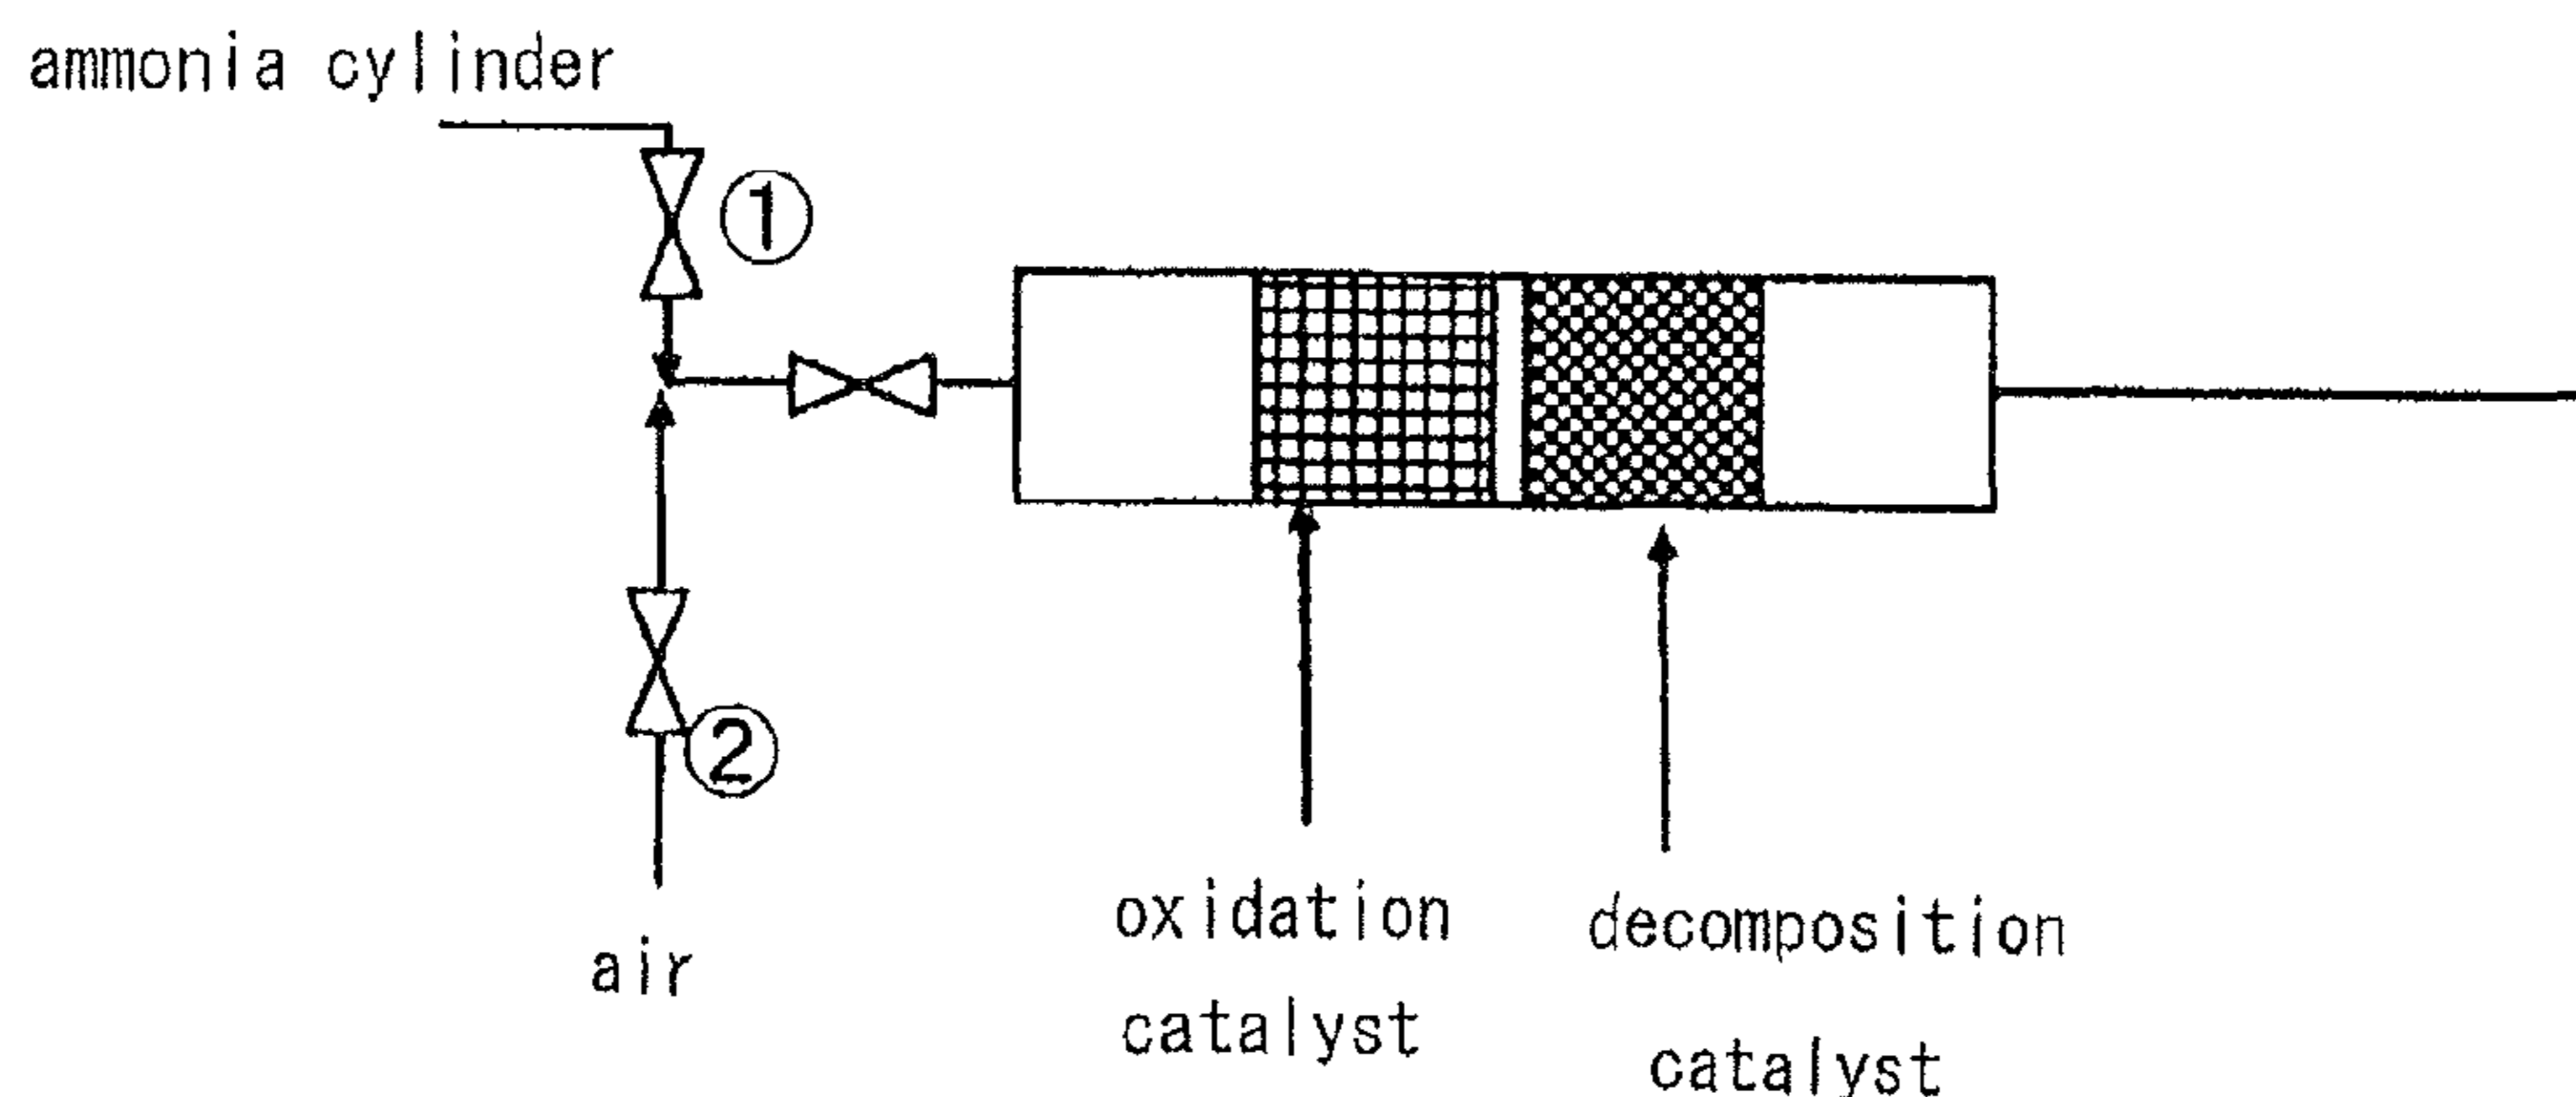 ammonia cylinder
①
②
air
oxidation
catalyst
decomposition
catalyst